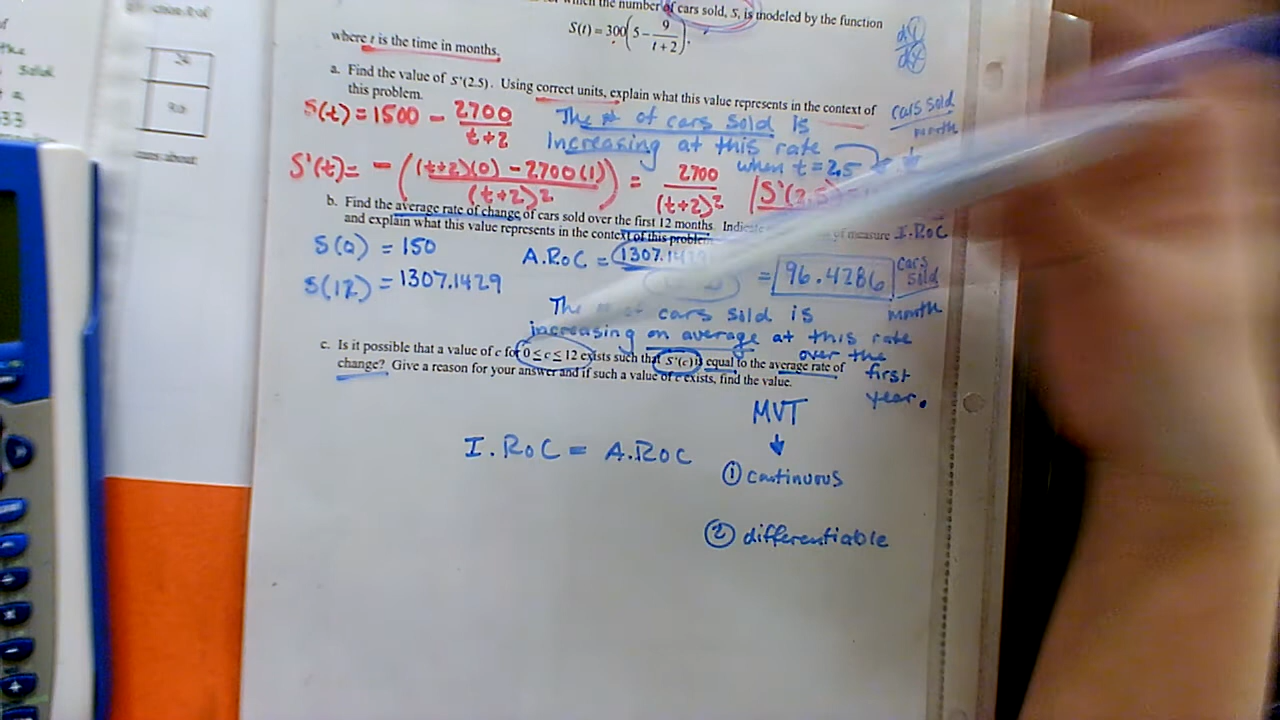 the number of cars sold, S, is modeled by the function
S(t) = 300(5 - 9/(t+2)).
where t is the time in months.
a. Find the value of S'(2.5). Using correct units, explain what this value represents in the context of
this problem.
cars sold
month
S(t) = 1500 - 2700/(t+2)
The # of cars sold is
increasing at this rate
when t = 2.5
S'(t) = -(((t+2)(0) - 2700(1))/(t+2)²) = 2700/(t+2)²
b. Find the average rate of change of cars sold over the first 12 months. measure I.RoC
and explain what this value represents in the context of this problem.
S(0) = 150
S(12) = 1307.1429
A.RoC =
= 96.4286 cars sold
month
The # of cars sold is
increasing on average at this rate
over the
first
year.
c. Is it possible that a value of c for 0 ≤ c ≤ 12 exists such that S'(c) is equal to the average rate of
change? Give a reason for your answer and if such a value of c exists, find the value.
MVT
I.RoC = A.RoC
① continuous
② differentiable